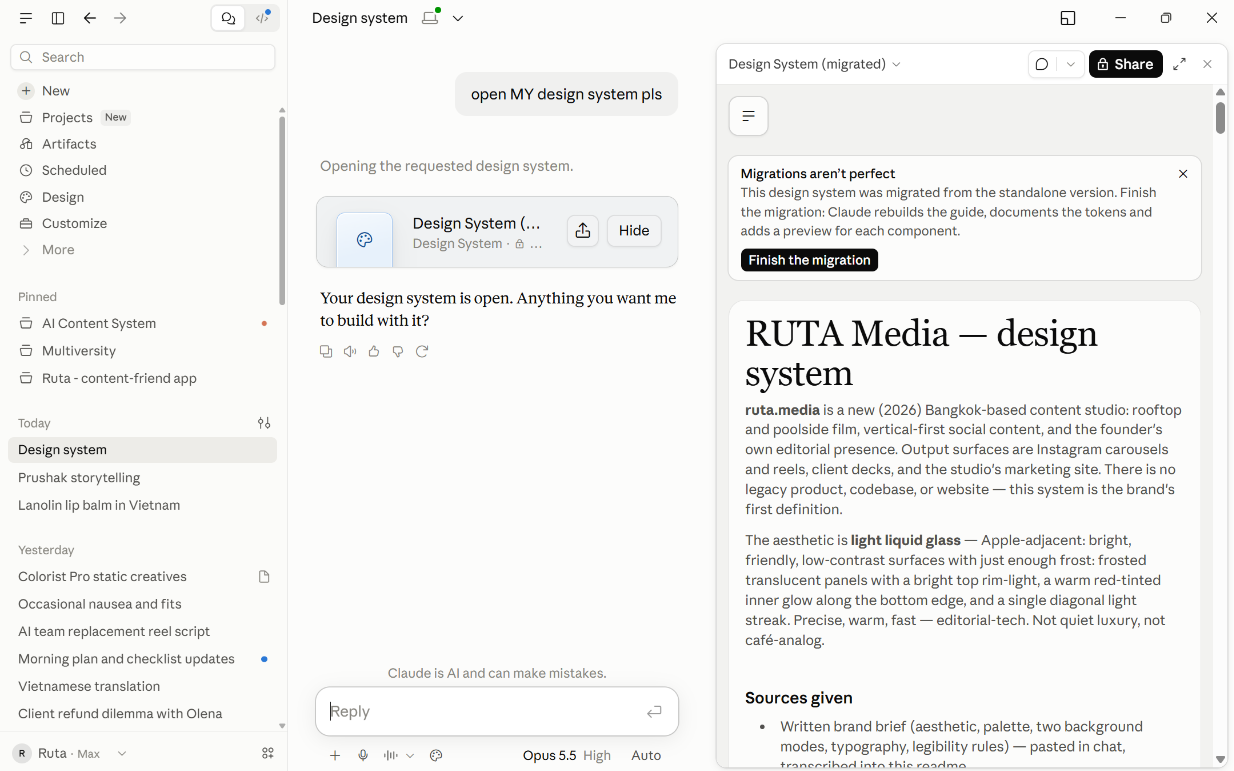 Design system
Search
New
Projects New
Artifacts
Scheduled
Design
Customize
More
Pinned
AI Content System
Multiversity
Ruta - content-friend app
Today
Design system
Prushak storytelling
Lanolin lip balm in Vietnam
Yesterday
Colorist Pro static creatives
Occasional nausea and fits
AI team replacement reel script
Morning plan and checklist updates
Vietnamese translation
Client refund dilemma with Olena
R Ruta · Max
open MY design system pls
Opening the requested design system.
Design System (...
Design System · ...
Hide
Your design system is open. Anything you want me
to build with it?
Claude is AI and can make mistakes.
Reply
Opus 5.5 High Auto
Design System (migrated)
Share
Migrations aren’t perfect
This design system was migrated from the standalone version. Finish
the migration: Claude rebuilds the guide, documents the tokens and
adds a preview for each component.
Finish the migration
RUTA Media — design
system
ruta.media is a new (2026) Bangkok-based content studio: rooftop
and poolside film, vertical-first social content, and the founder's
own editorial presence. Output surfaces are Instagram carousels
and reels, client decks, and the studio's marketing site. There is no
legacy product, codebase, or website — this system is the brand's
first definition.
The aesthetic is light liquid glass — Apple-adjacent: bright,
friendly, low-contrast surfaces with just enough frost: frosted
translucent panels with a bright top rim-light, a warm red-tinted
inner glow along the bottom edge, and a single diagonal light
streak. Precise, warm, fast — editorial-tech. Not quiet luxury, not
café-analog.
Sources given
• Written brand brief (aesthetic, palette, two background
modes, typography, legibility rules) — pasted in chat,
transcribed into this readme.